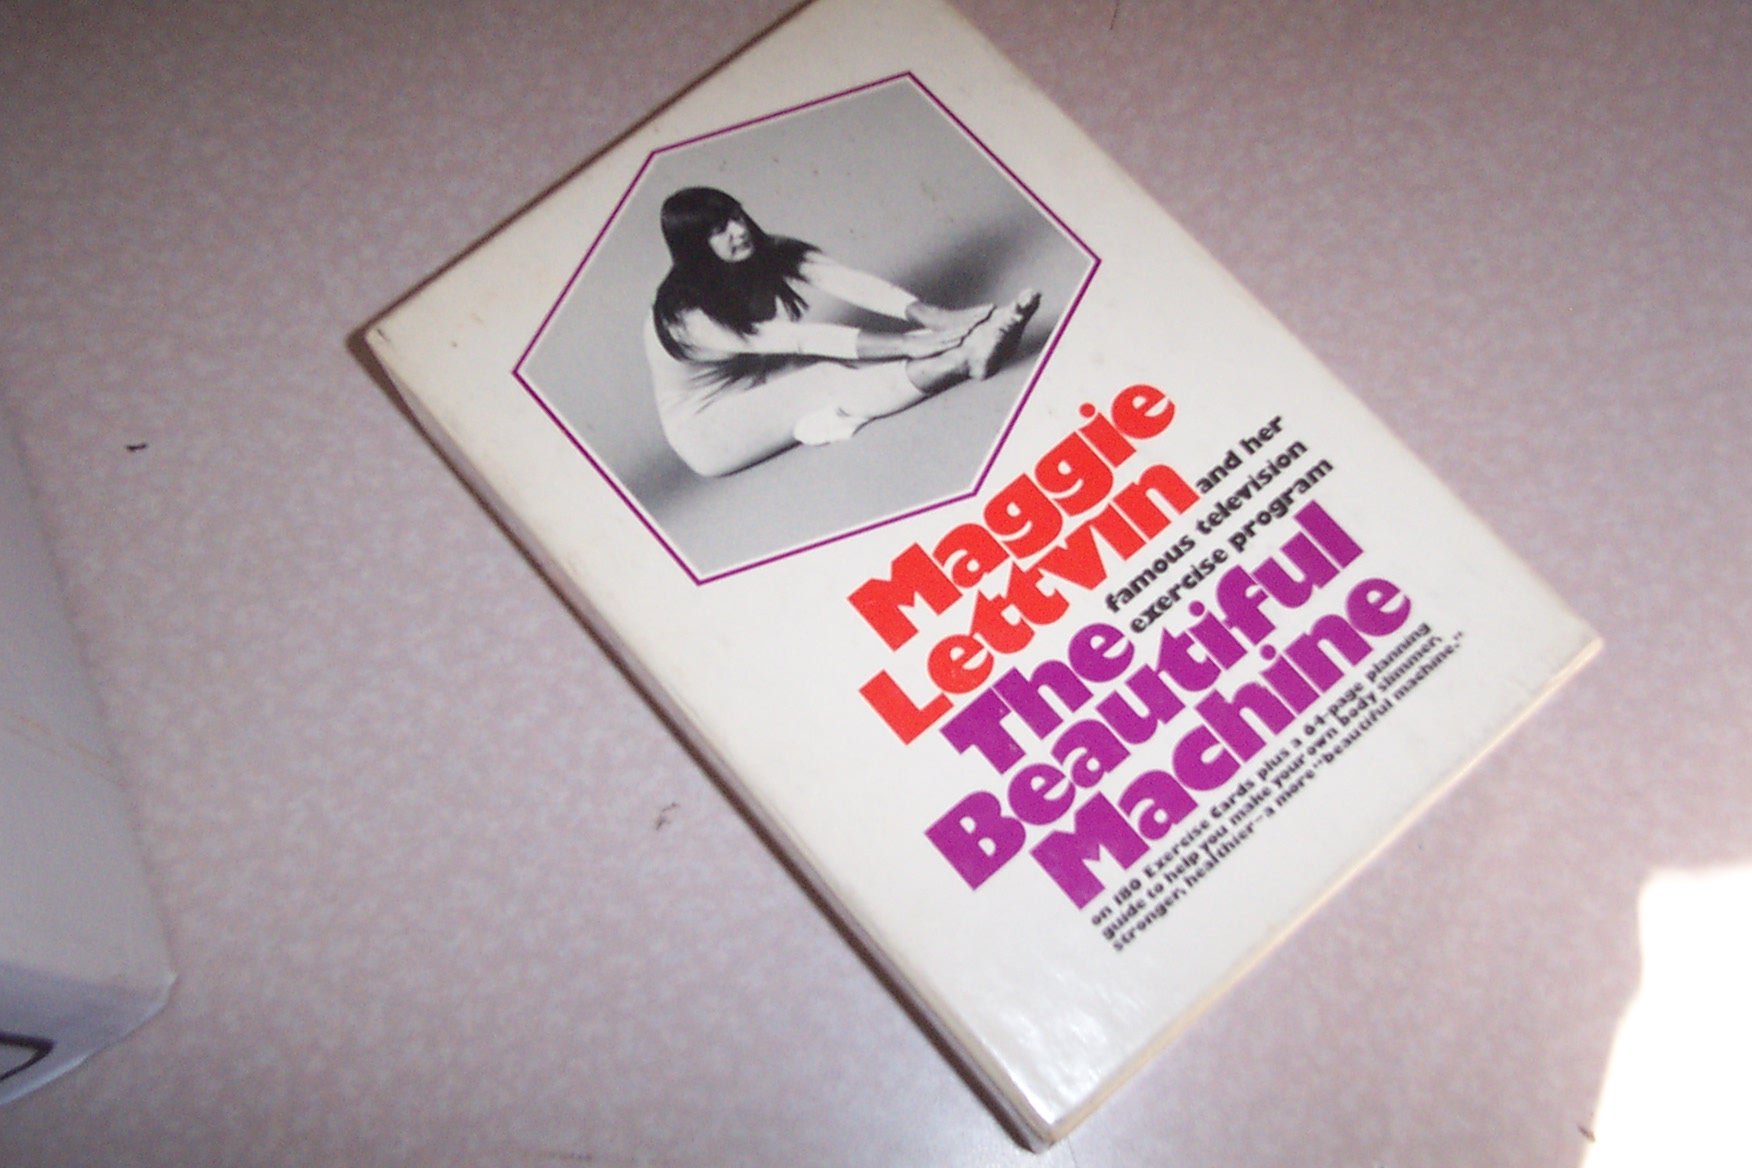 Maggie
Lettvin
and her
famous television
exercise program
The
Beautiful
Machine
on 180 Exercise Cards plus a 64-page planning
guide to help you make your own body slimmer,
stronger, healthier—a more "beautiful machine."